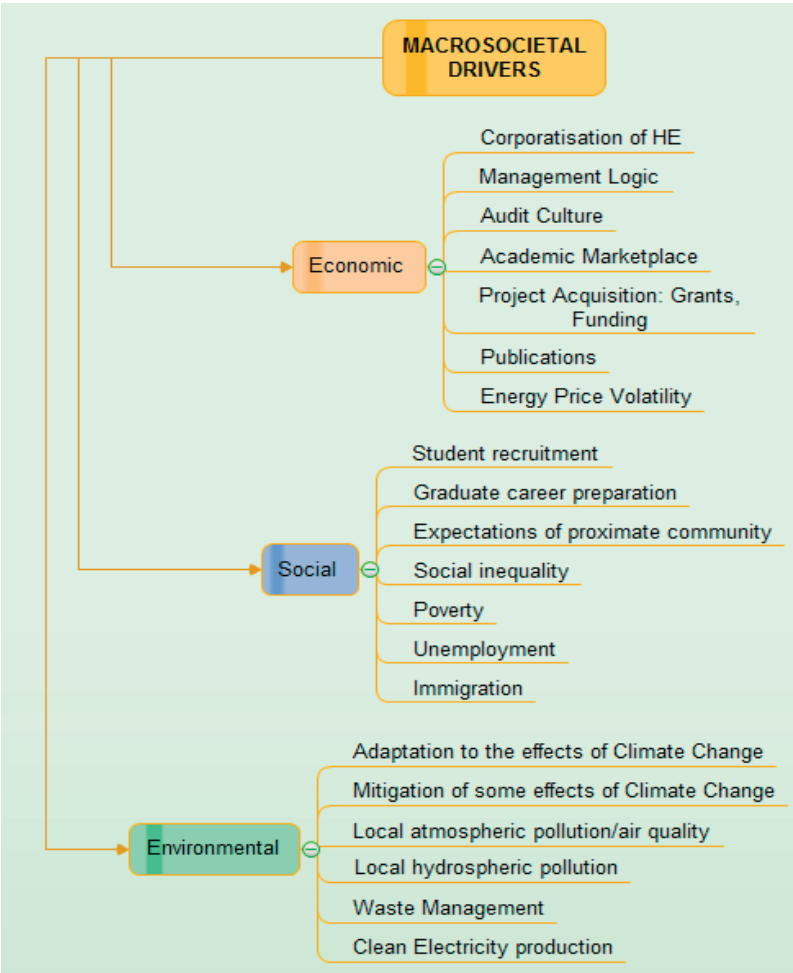 MACROSOCIETAL
DRIVERS
Economic
Corporatisation of HE
Management Logic
Audit Culture
Academic Marketplace
Project Acquisition: Grants,
Funding
Publications
Energy Price Volatility
Social
Student recruitment
Graduate career preparation
Expectations of proximate community
Social inequality
Poverty
Unemployment
Immigration
Environmental
Adaptation to the effects of Climate Change
Mitigation of some effects of Climate Change
Local atmospheric pollution/air quality
Local hydrospheric pollution
Waste Management
Clean Electricity production